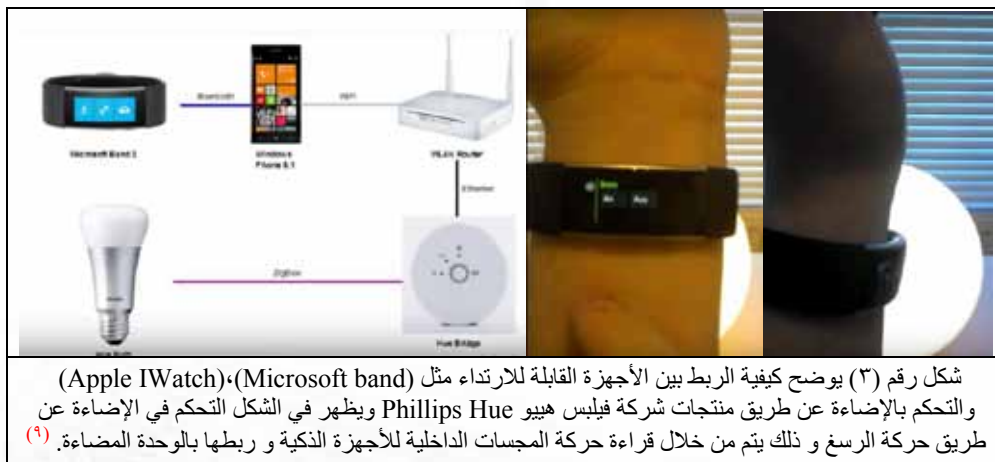 Bluetooth
WiFi
Microsoft Band 2
Windows
Phone 8.1
WLAN Router
Ethernet
ZigBee
Hue Bridge
شكل رقم (٣) يوضح كيفية الربط بين الأجهزة القابلة للارتداء مثل (Microsoft band)،(Apple IWatch)
والتحكم بالإضاءة عن طريق منتجات شركة فيلبس هييو Phillips Hue ويظهر في الشكل التحكم في الإضاءة عن
طريق حركة الرسغ و ذلك يتم من خلال قراءة حركة المجسات الداخلية للأجهزة الذكية و ربطها بالوحدة المضاءة. (٩)